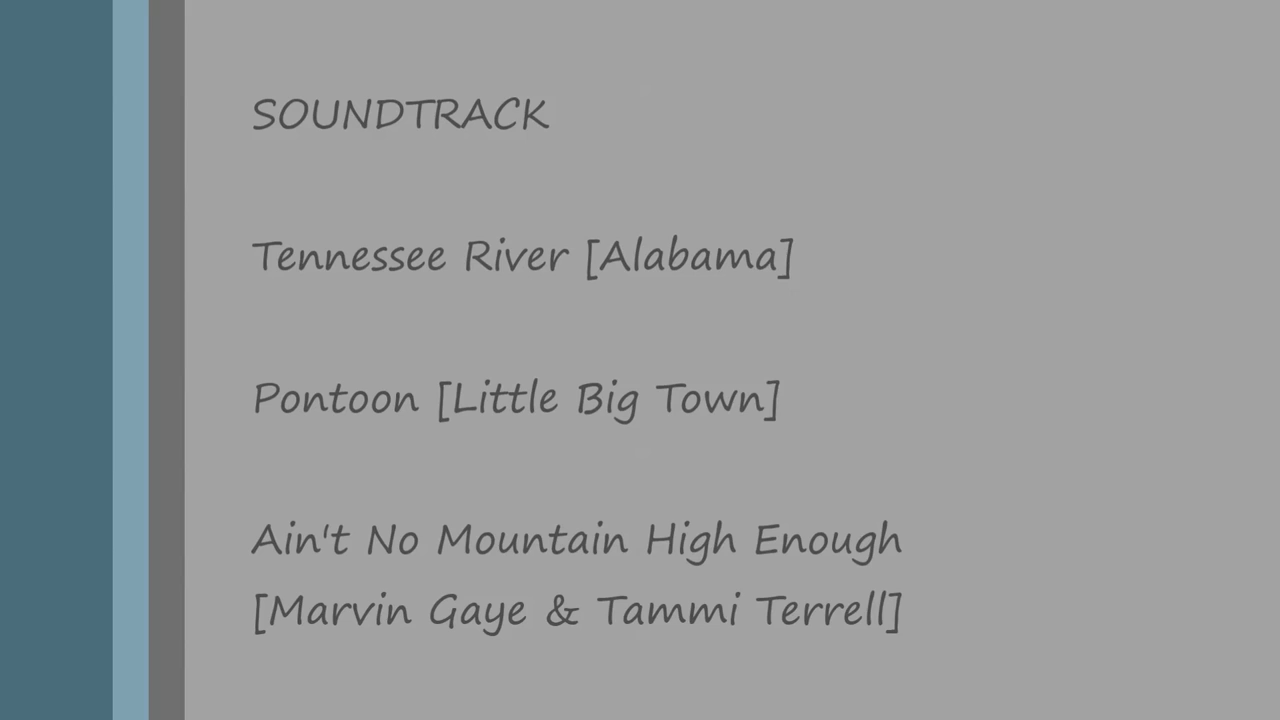 SOUNDTRACK
Tennessee River [Alabama]
Pontoon [Little Big Town]
Ain't No Mountain High Enough
[Marvin Gaye & Tammi Terrell]